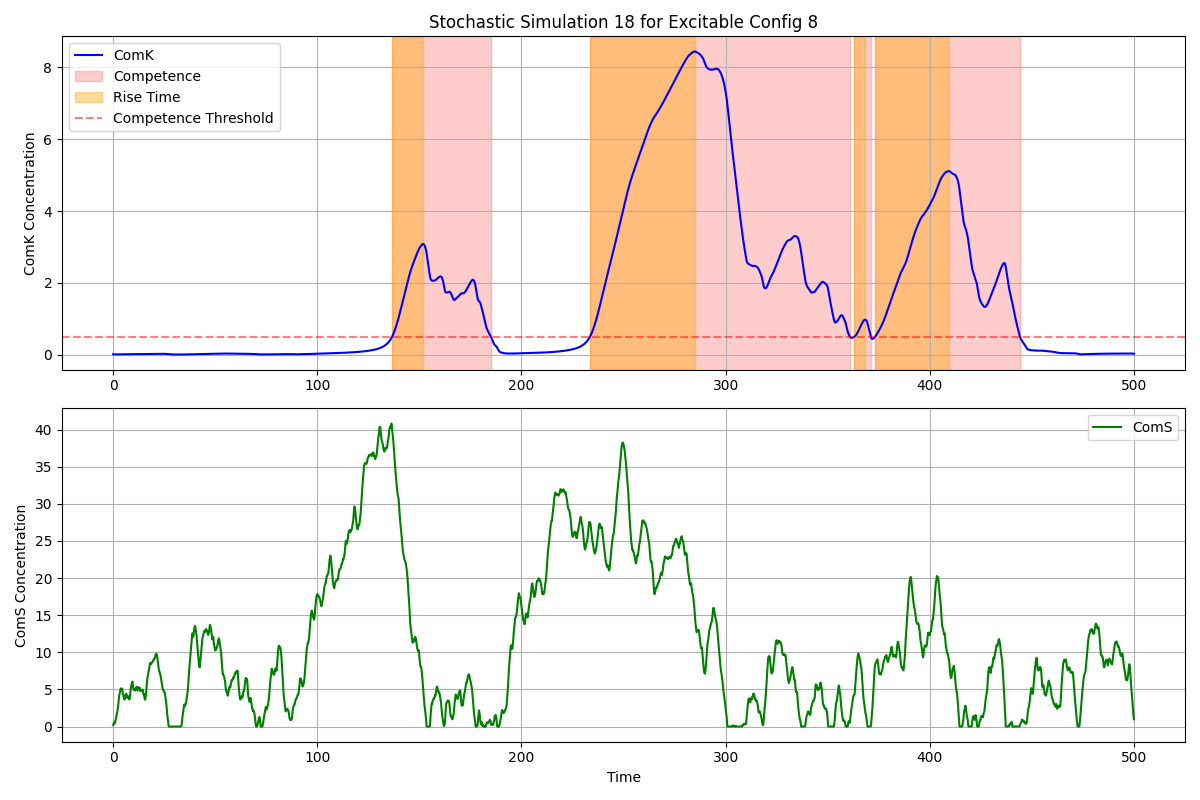 Stochastic Simulation 18 for Excitable Config 8
ComK Concentration
8
6
4
2
0
ComK
Competence
Rise Time
Competence Threshold
0 100 200 300 400 500
ComS Concentration
40
35
30
25
20
15
10
5
0
ComS
0 100 200 300 400 500
Time